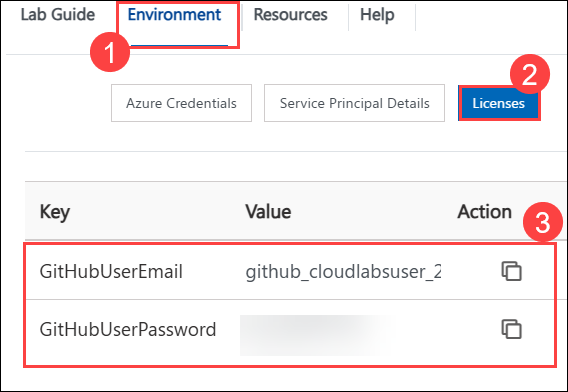 Lab Guide Environment Resources Help
1
2
Azure Credentials Service Principal Details Licenses
Key Value Action
3
GitHubUserEmail github_cloudlabsuser_2
GitHubUserPassword